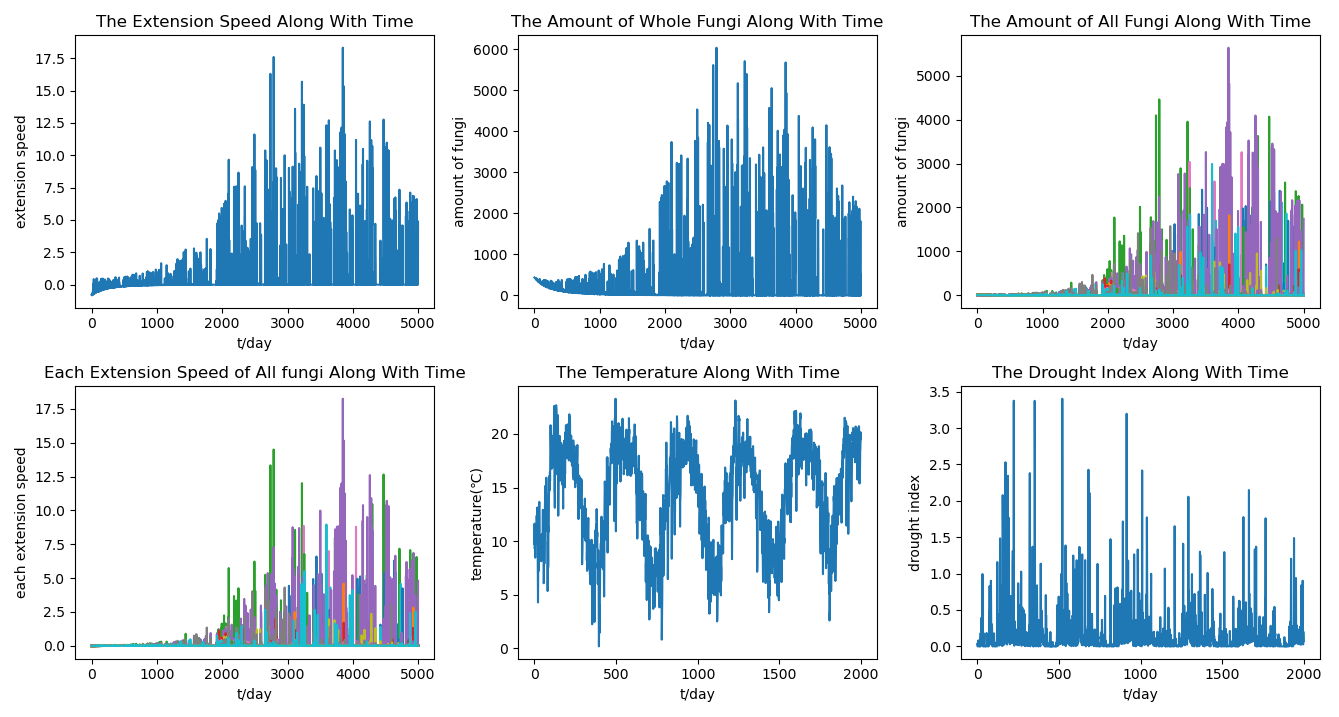 The Extension Speed Along With Time
extension speed
17.5
15.0
12.5
10.0
7.5
5.0
2.5
0.0
0 1000 2000 3000 4000 5000
t/day
The Amount of Whole Fungi Along With Time
amount of fungi
6000
5000
4000
3000
2000
1000
0
0 1000 2000 3000 4000 5000
t/day
The Amount of All Fungi Along With Time
amount of fungi
5000
4000
3000
2000
1000
0
0 1000 2000 3000 4000 5000
t/day
Each Extension Speed of All fungi Along With Time
each extension speed
17.5
15.0
12.5
10.0
7.5
5.0
2.5
0.0
0 1000 2000 3000 4000 5000
t/day
The Temperature Along With Time
temperature(℃)
20
15
10
5
0
0 500 1000 1500 2000
t/day
The Drought Index Along With Time
drought index
3.5
3.0
2.5
2.0
1.5
1.0
0.5
0.0
0 500 1000 1500 2000
t/day